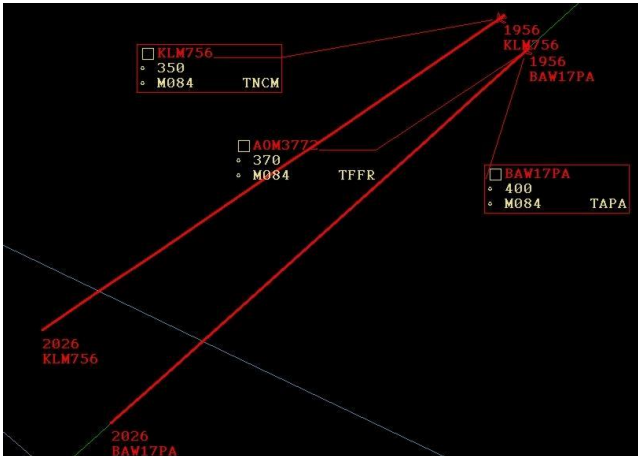 1956
KLM756
KLM756
350
M084 TNCM
1956
BAW17PA
AOM3772
370
M084 TFFR
BAW17PA
400
M084 TAPA
2026
KLM756
2026
BAW17PA